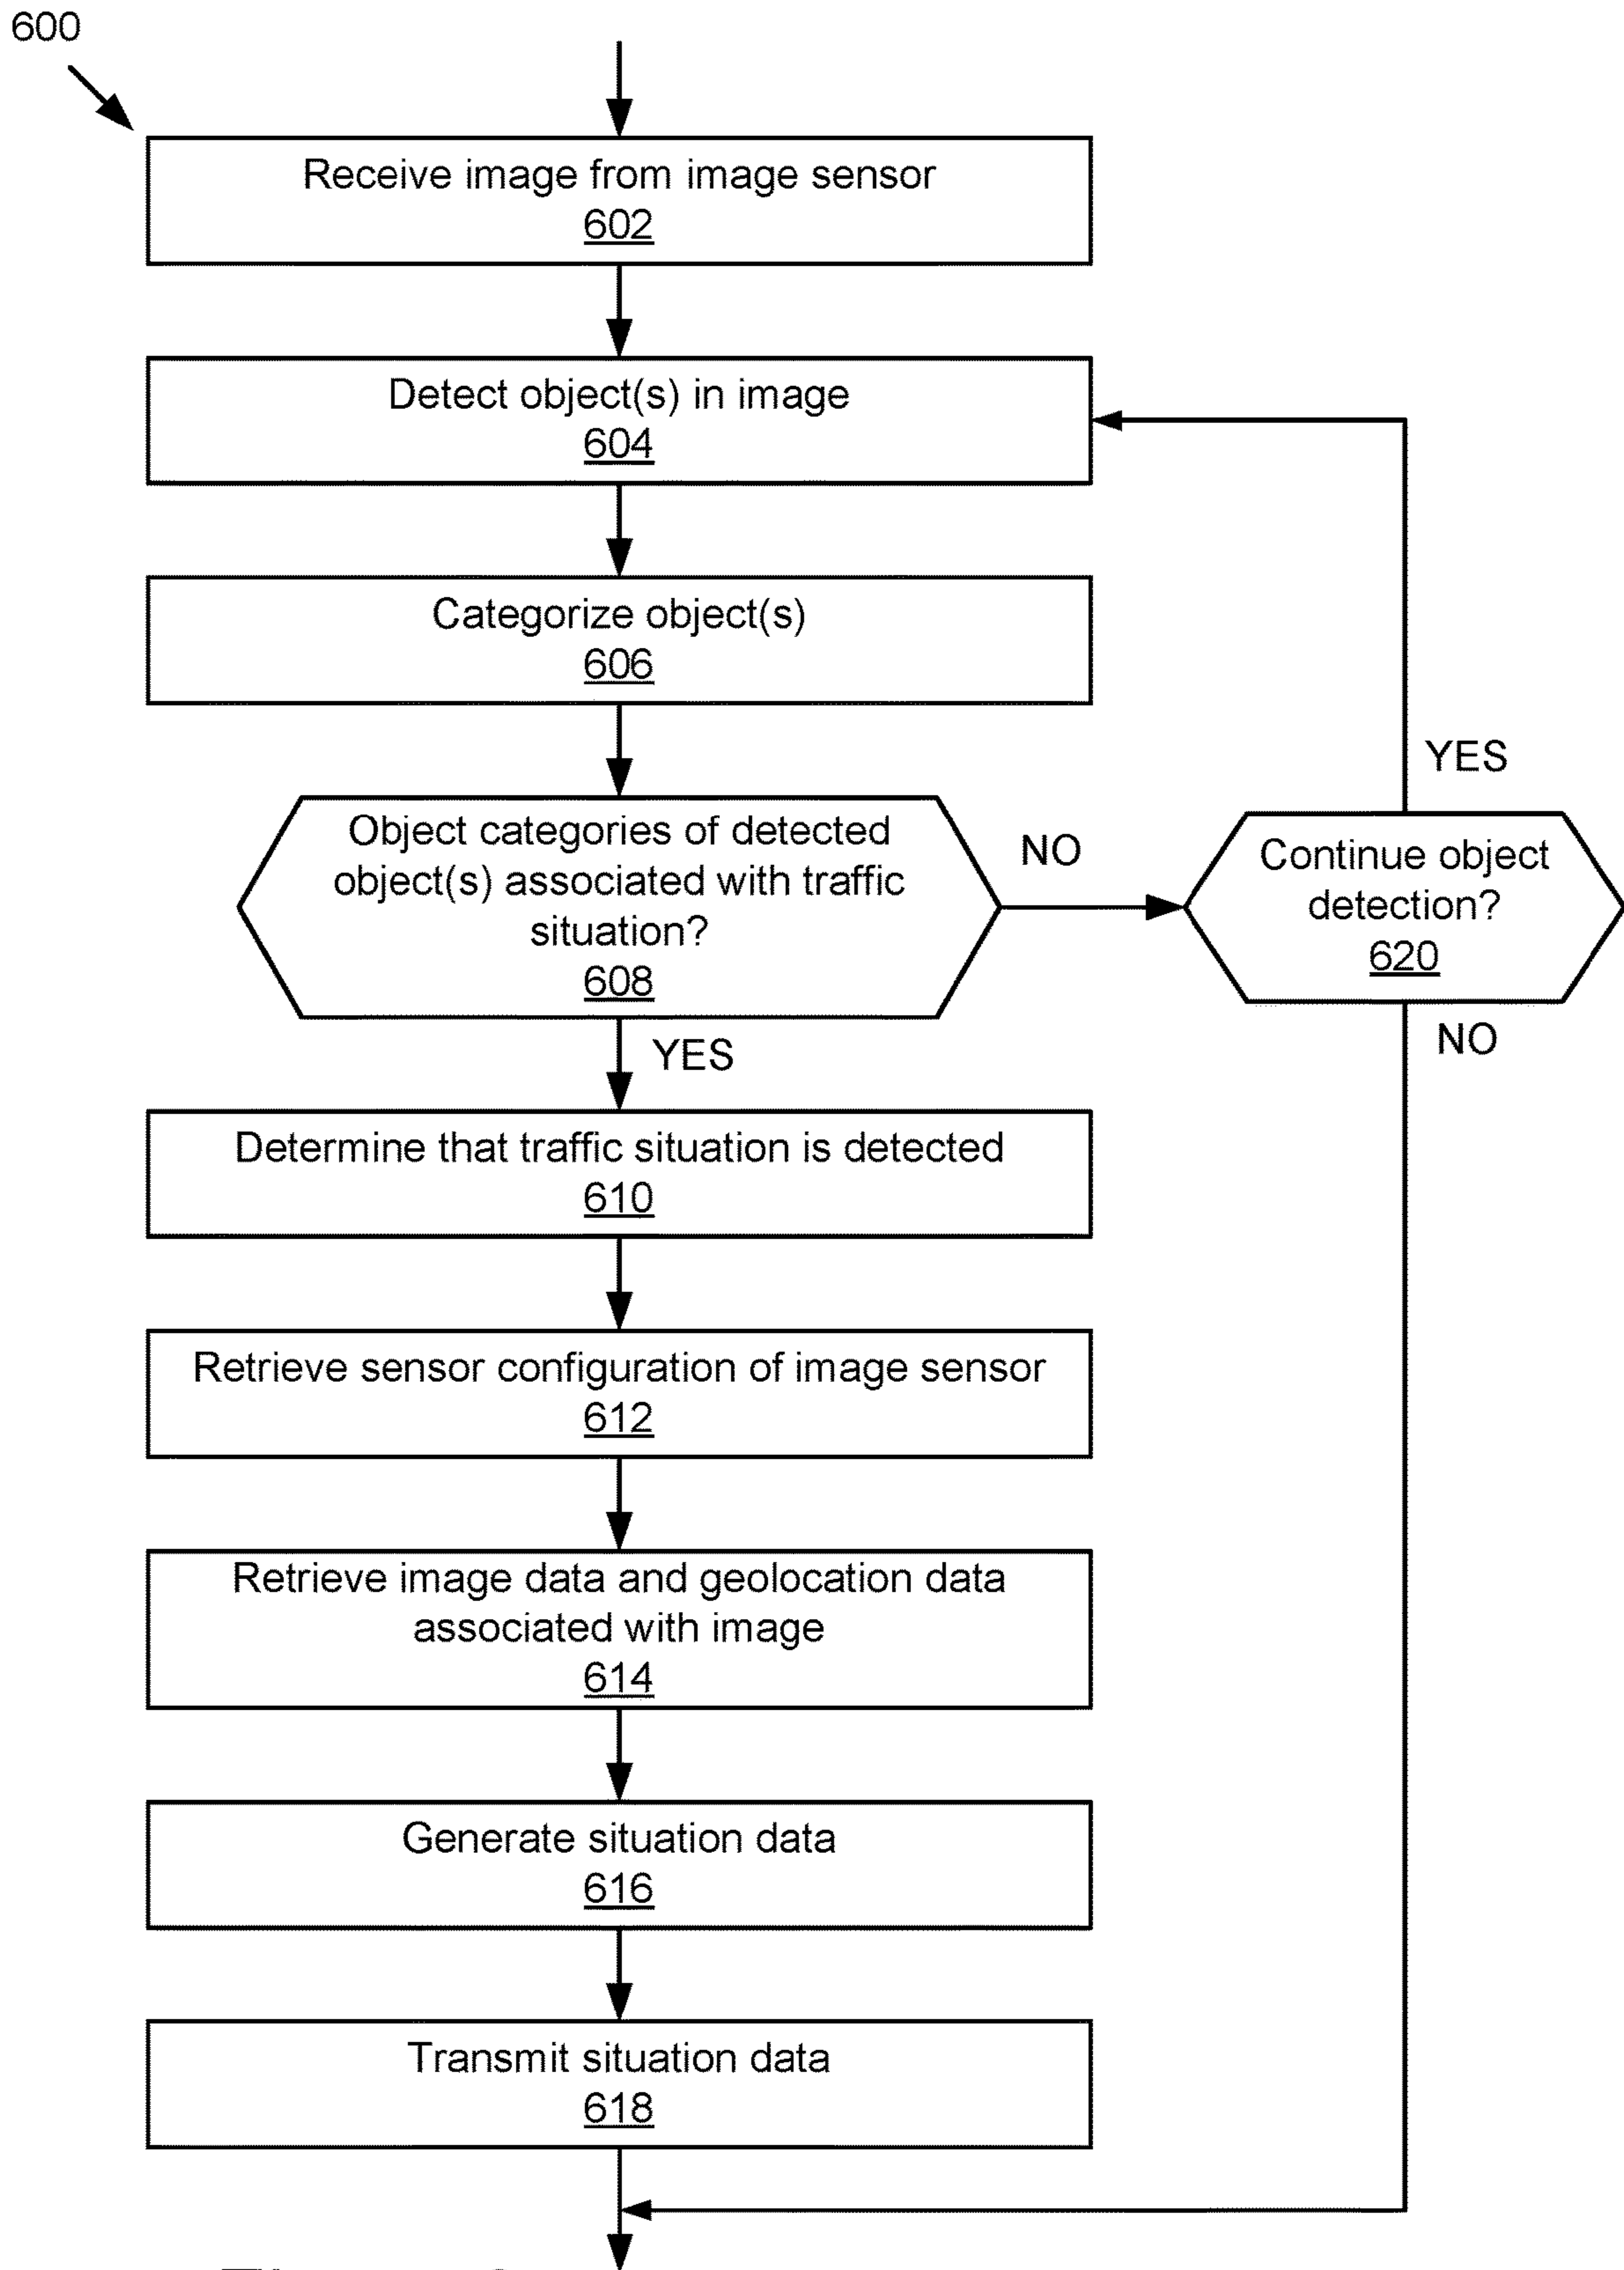 600
Receive image from image sensor
602
Detect object(s) in image
604
Categorize object(s)
606
YES
Object categories of detected
object(s) associated with traffic
situation?
608
NO
Continue object
detection?
620
YES
NO
Determine that traffic situation is detected
610
Retrieve sensor configuration of image sensor
612
Retrieve image data and geolocation data
associated with image
614
Generate situation data
616
Transmit situation data
618